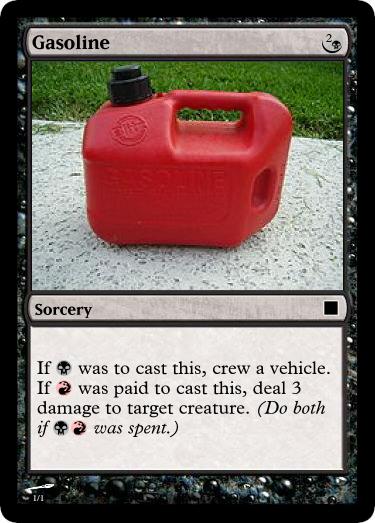 Gasoline
2
GASOLINE
Sorcery
If was to cast this, crew a vehicle.
If was paid to cast this, deal 3
damage to target creature. (Do both
if was spent.)
1/1